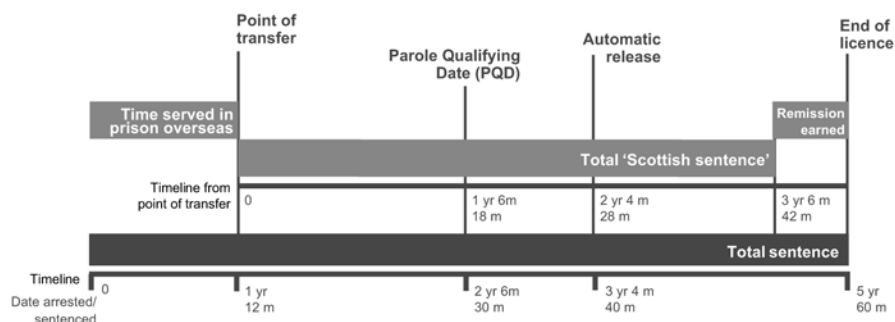 Point of
transfer
Parole Qualifying
Date (PQD)
Automatic
release
End of
licence
Time served in
prison overseas
Remission
earned
Total ‘Scottish sentence’
Timeline from
point of transfer
0
1 yr 6m
18 m
2 yr 4 m
28 m
3 yr 6 m
42 m
Total sentence
Timeline
Date arrested/
sentenced
0
1 yr
12 m
2 yr 6m
30 m
3 yr 4 m
40 m
5 yr
60 m